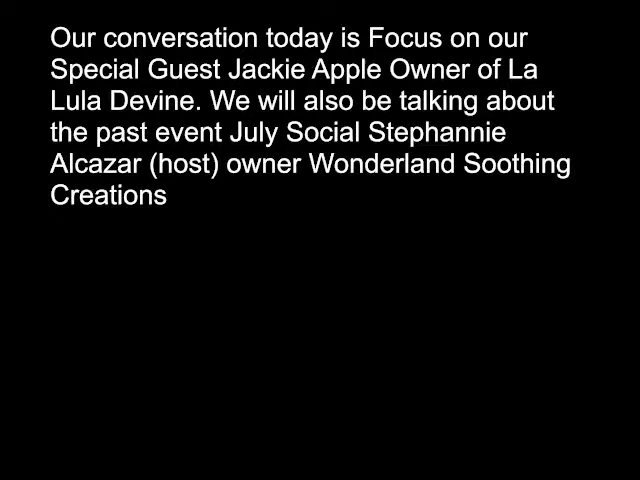 Our conversation today is Focus on our
Special Guest Jackie Apple Owner of La
Lula Devine. We will also be talking about
the past event July Social Stephannie
Alcazar (host) owner Wonderland Soothing
Creations